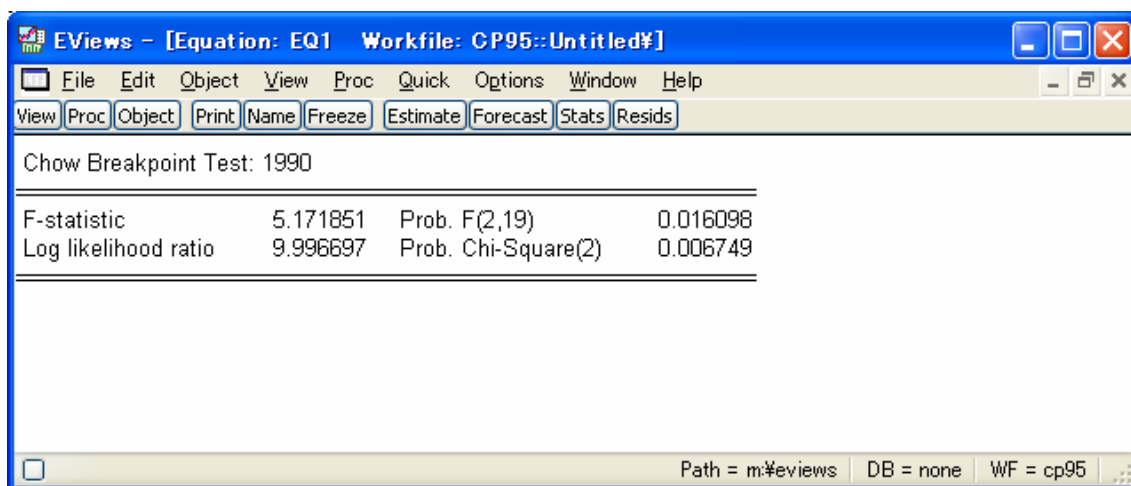 EViews - [Equation: EQ1 Workfile: CP95::Untitled¥]
File Edit Object View Proc Quick Options Window Help
View Proc Object Print Name Freeze Estimate Forecast Stats Resids
Chow Breakpoint Test: 1990
F-statistic 5.171851 Prob. F(2,19) 0.016098
Log likelihood ratio 9.996697 Prob. Chi-Square(2) 0.006749
Path = m:¥eviews DB = none WF = cp95